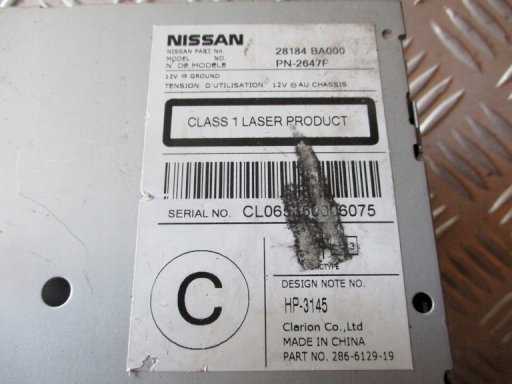 NISSAN
NISSAN PART NO. 28184 BA000
MODEL NO.
N° DE MODÈLE PN-2647F
12V ⊖ GROUND
TENSION D'UTILISATION 12V ⊖ AU CHASSIS
CLASS 1 LASER PRODUCT
SERIAL NO.
3
C
DESIGN NOTE NO.
HP-3145
Clarion Co.,Ltd
MADE IN CHINA
PART NO. 286-6129-19